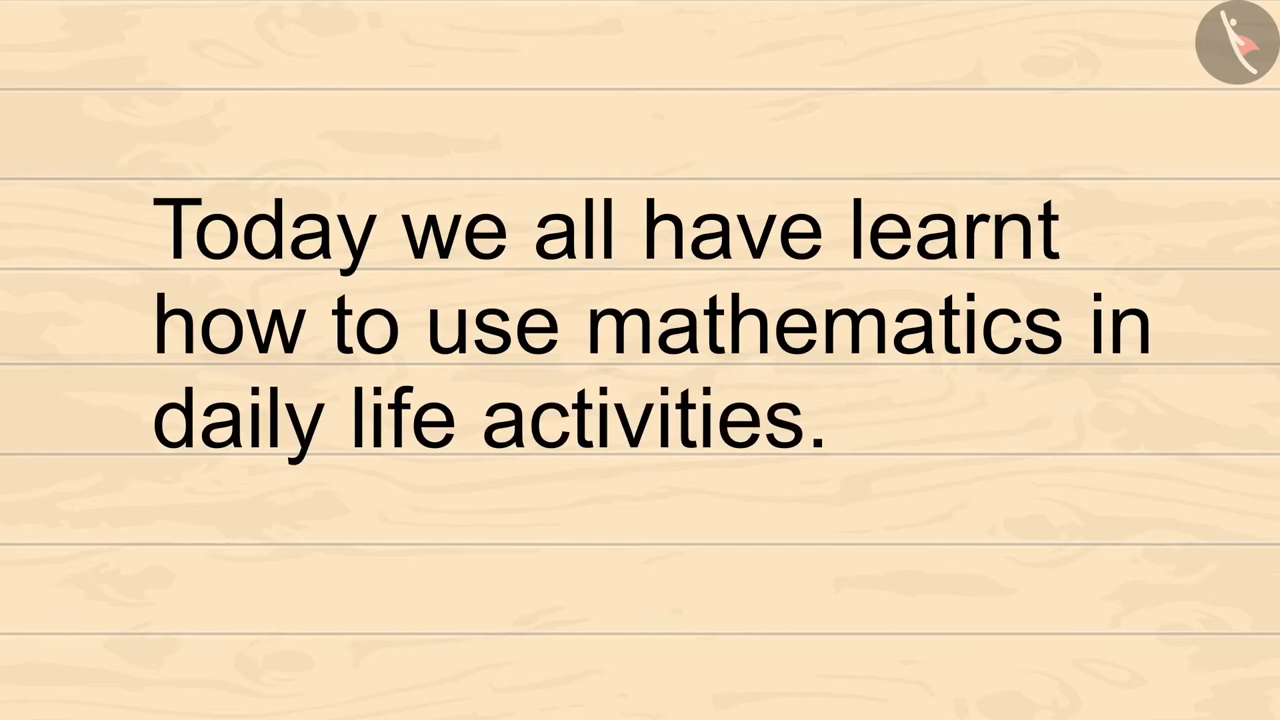 Today we all have learnt
how to use mathematics in
daily life activities.